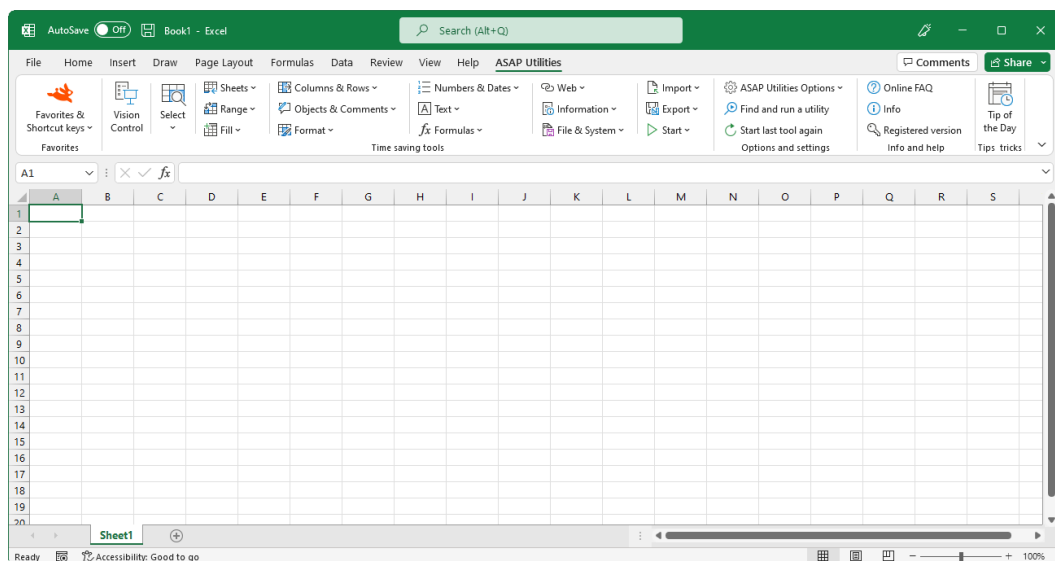 AutoSave Off Book1 - Excel Search (Alt+Q)
File Home Insert Draw Page Layout Formulas Data Review View Help ASAP Utilities Comments Share
Favorites &
Shortcut keys
Favorites
Vision
Control
Select
Sheets
Range
Fill
Columns & Rows
Objects & Comments
Format
Numbers & Dates
Text
fx Formulas
Web
Information
File & System
Import
Export
Start
Time saving tools
ASAP Utilities Options
Find and run a utility
Start last tool again
Options and settings
Online FAQ
Info
Registered version
Info and help
Tip of
the Day
Tips tricks
A1 fx
A B C D E F G H I J K L M N O P Q R S
1
2
3
4
5
6
7
8
9
10
11
12
13
14
15
16
17
18
19
20
Sheet1
Ready Accessibility: Good to go 100%